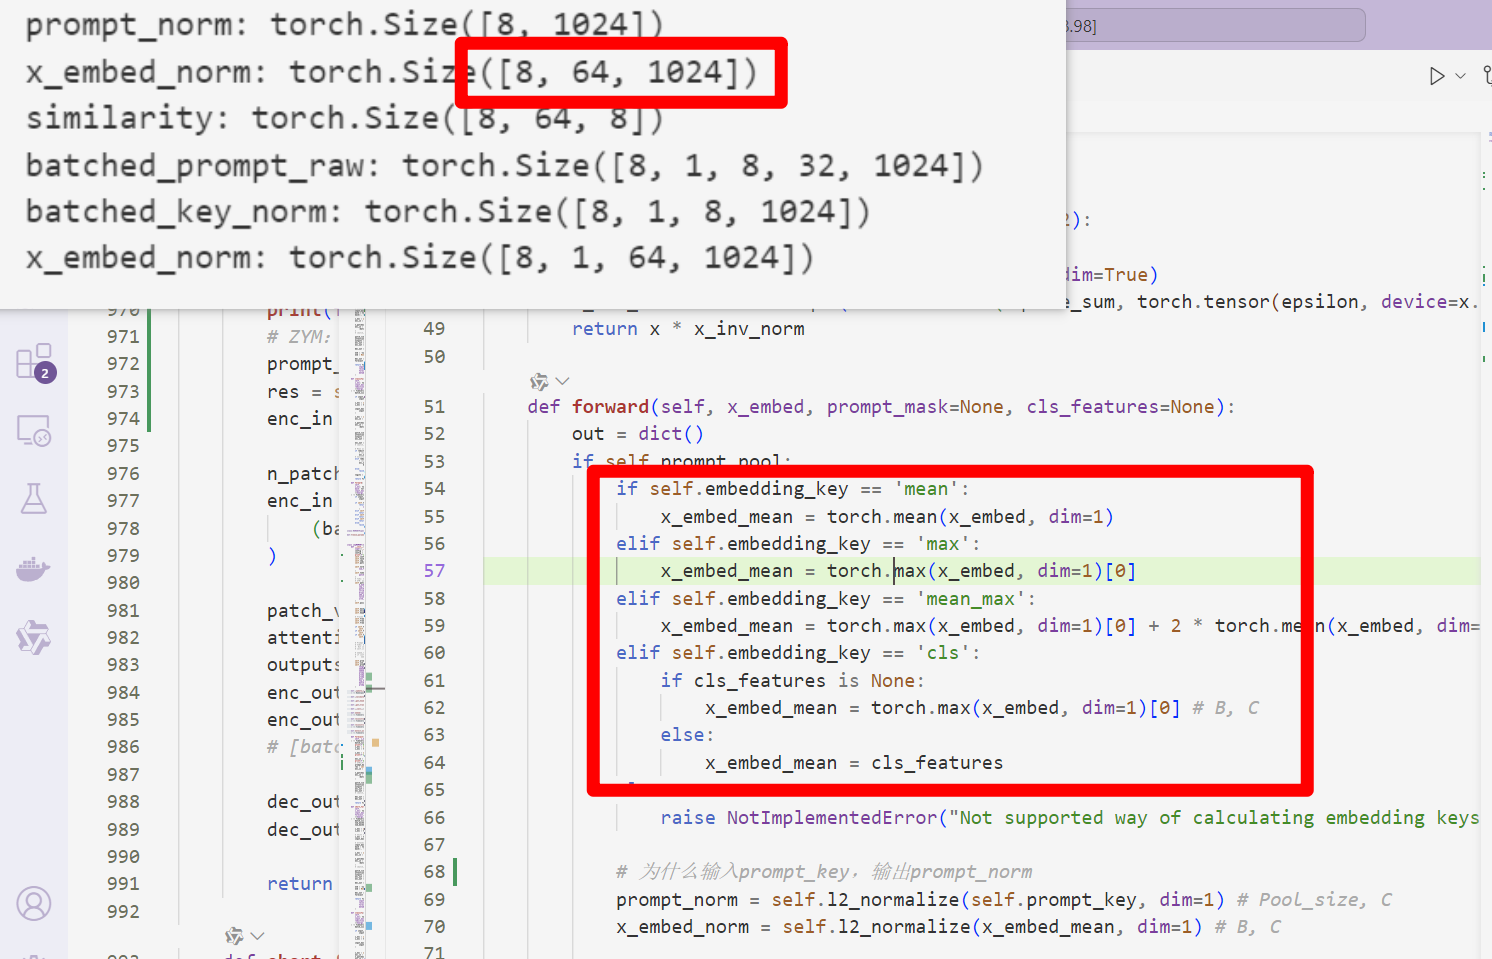 prompt_norm: torch.Size([8, 1024])
x_embed_norm: torch.Size([8, 64, 1024])
similarity: torch.Size([8, 64, 8])
batched_prompt_raw: torch.Size([8, 1, 8, 32, 1024])
batched_key_norm: torch.Size([8, 1, 8, 1024])
x_embed_norm: torch.Size([8, 1, 64, 1024])
3.98]
2):
dim=True)
e_sum, torch.tensor(epsilon, device=x.
2
970 print(
971 # ZYM:
972 prompt_
973 res = s
974 enc_in
975
976 n_patch
977 enc_in
978 (ba
979 )
980
981 patch_v
982 attenti
983 outputs
984 enc_out
985 enc_out
986 # [batc
987
988 dec_out
989 dec_out
990
991 return
992
49 return x * x_inv_norm
50
51 def forward(self, x_embed, prompt_mask=None, cls_features=None):
52 out = dict()
53 if self.prompt_pool:
54 if self.embedding_key == 'mean':
55 x_embed_mean = torch.mean(x_embed, dim=1)
56 elif self.embedding_key == 'max':
57 x_embed_mean = torch.max(x_embed, dim=1)[0]
58 elif self.embedding_key == 'mean_max':
59 x_embed_mean = torch.max(x_embed, dim=1)[0] + 2 * torch.mean(x_embed, dim=
60 elif self.embedding_key == 'cls':
61 if cls_features is None:
62 x_embed_mean = torch.max(x_embed, dim=1)[0] # B, C
63 else:
64 x_embed_mean = cls_features
65
66 raise NotImplementedError("Not supported way of calculating embedding keys
67
68 # 为什么输入prompt_key，输出prompt_norm
69 prompt_norm = self.l2_normalize(self.prompt_key, dim=1) # Pool_size, C
70 x_embed_norm = self.l2_normalize(x_embed_mean, dim=1) # B, C
71